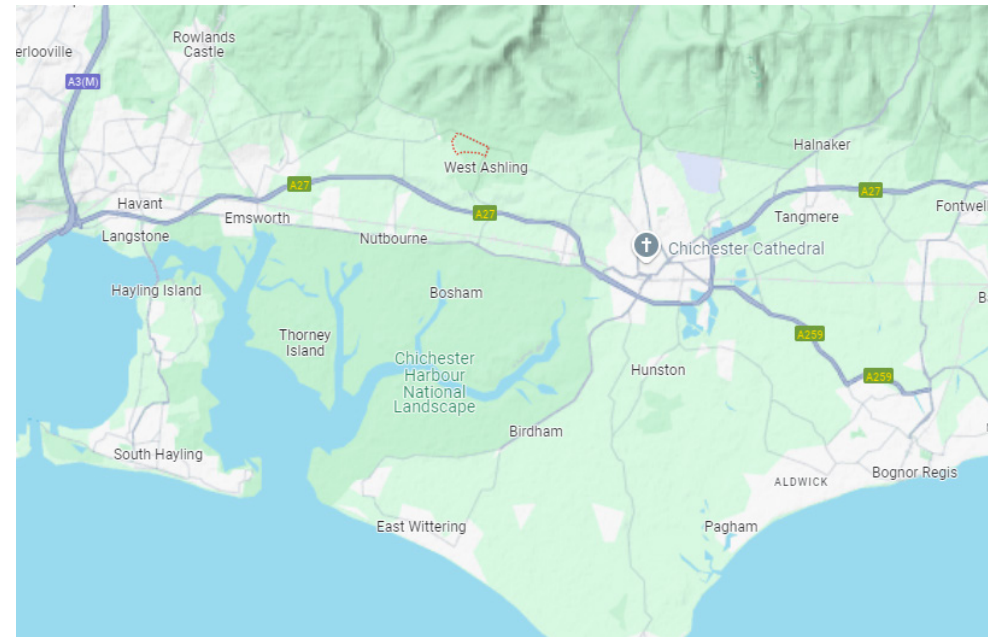 Rowlands
Castle
erlooville
A3(M)
Halnaker
West Ashling
A27
A27
Havant
Emsworth
A27
Tangmere
Fontwell
Langstone
Nutbourne
Chichester Cathedral
Hayling Island
Bosham
B
Thorney
Island
A259
Chichester
Harbour
National
Landscape
Hunston
A259
Birdham
South Hayling
ALDWICK
Bognor Regis
East Wittering
Pagham